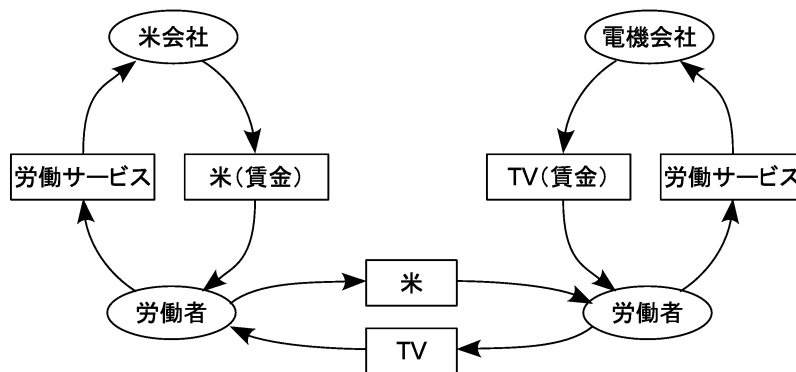 米会社
電機会社
労働サービス
米(賃金)
TV(賃金)
労働サービス
米
労働者
労働者
TV